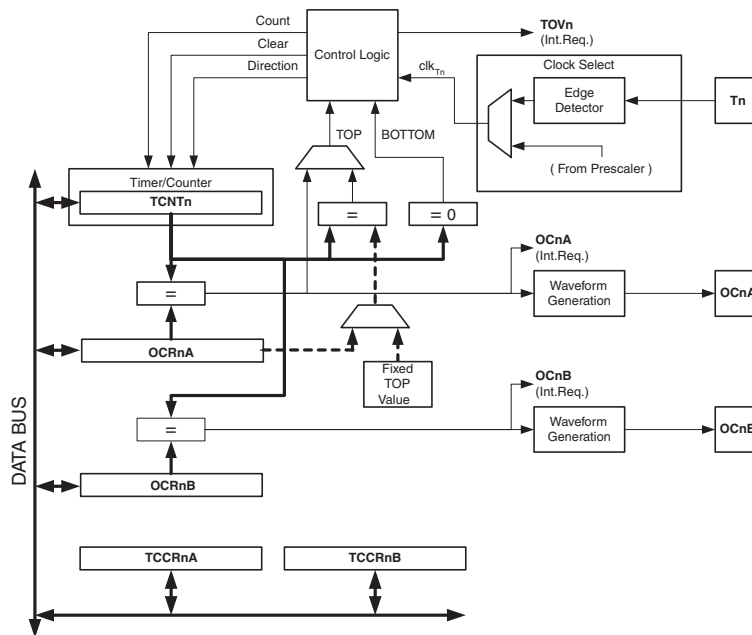 Count
Clear
Direction
Control Logic
TOVn
(Int.Req.)
clkTn
Clock Select
Edge
Detector
Tn
( From Prescaler )
TOP
BOTTOM
Timer/Counter
TCNTn
=
= 0
OCnA
(Int.Req.)
=
Waveform
Generation
OCnA
OCRnA
Fixed
TOP
Value
OCnB
(Int.Req.)
=
Waveform
Generation
OCnB
OCRnB
DATA BUS
TCCRnA
TCCRnB